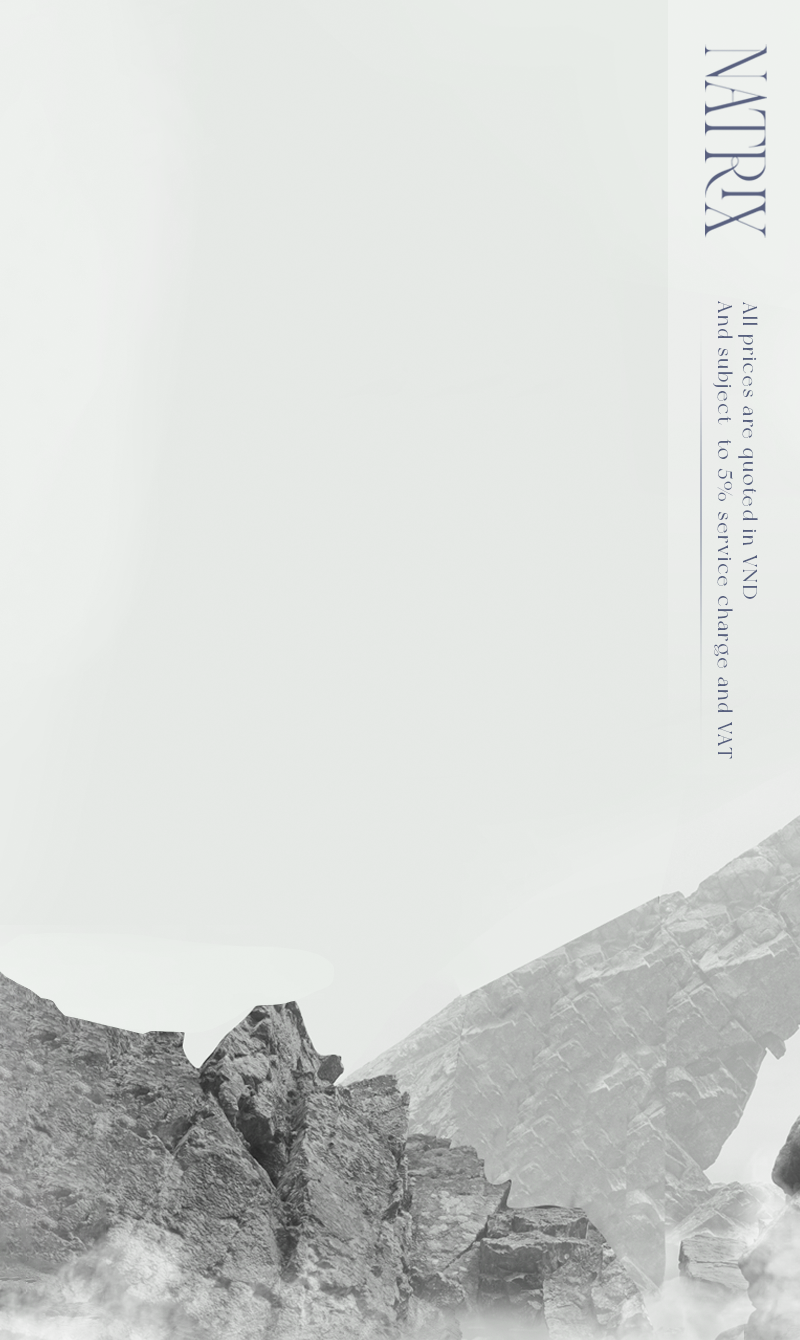 NATRIX
All prices are quoted in VND
And subject to 5% service charge and VAT